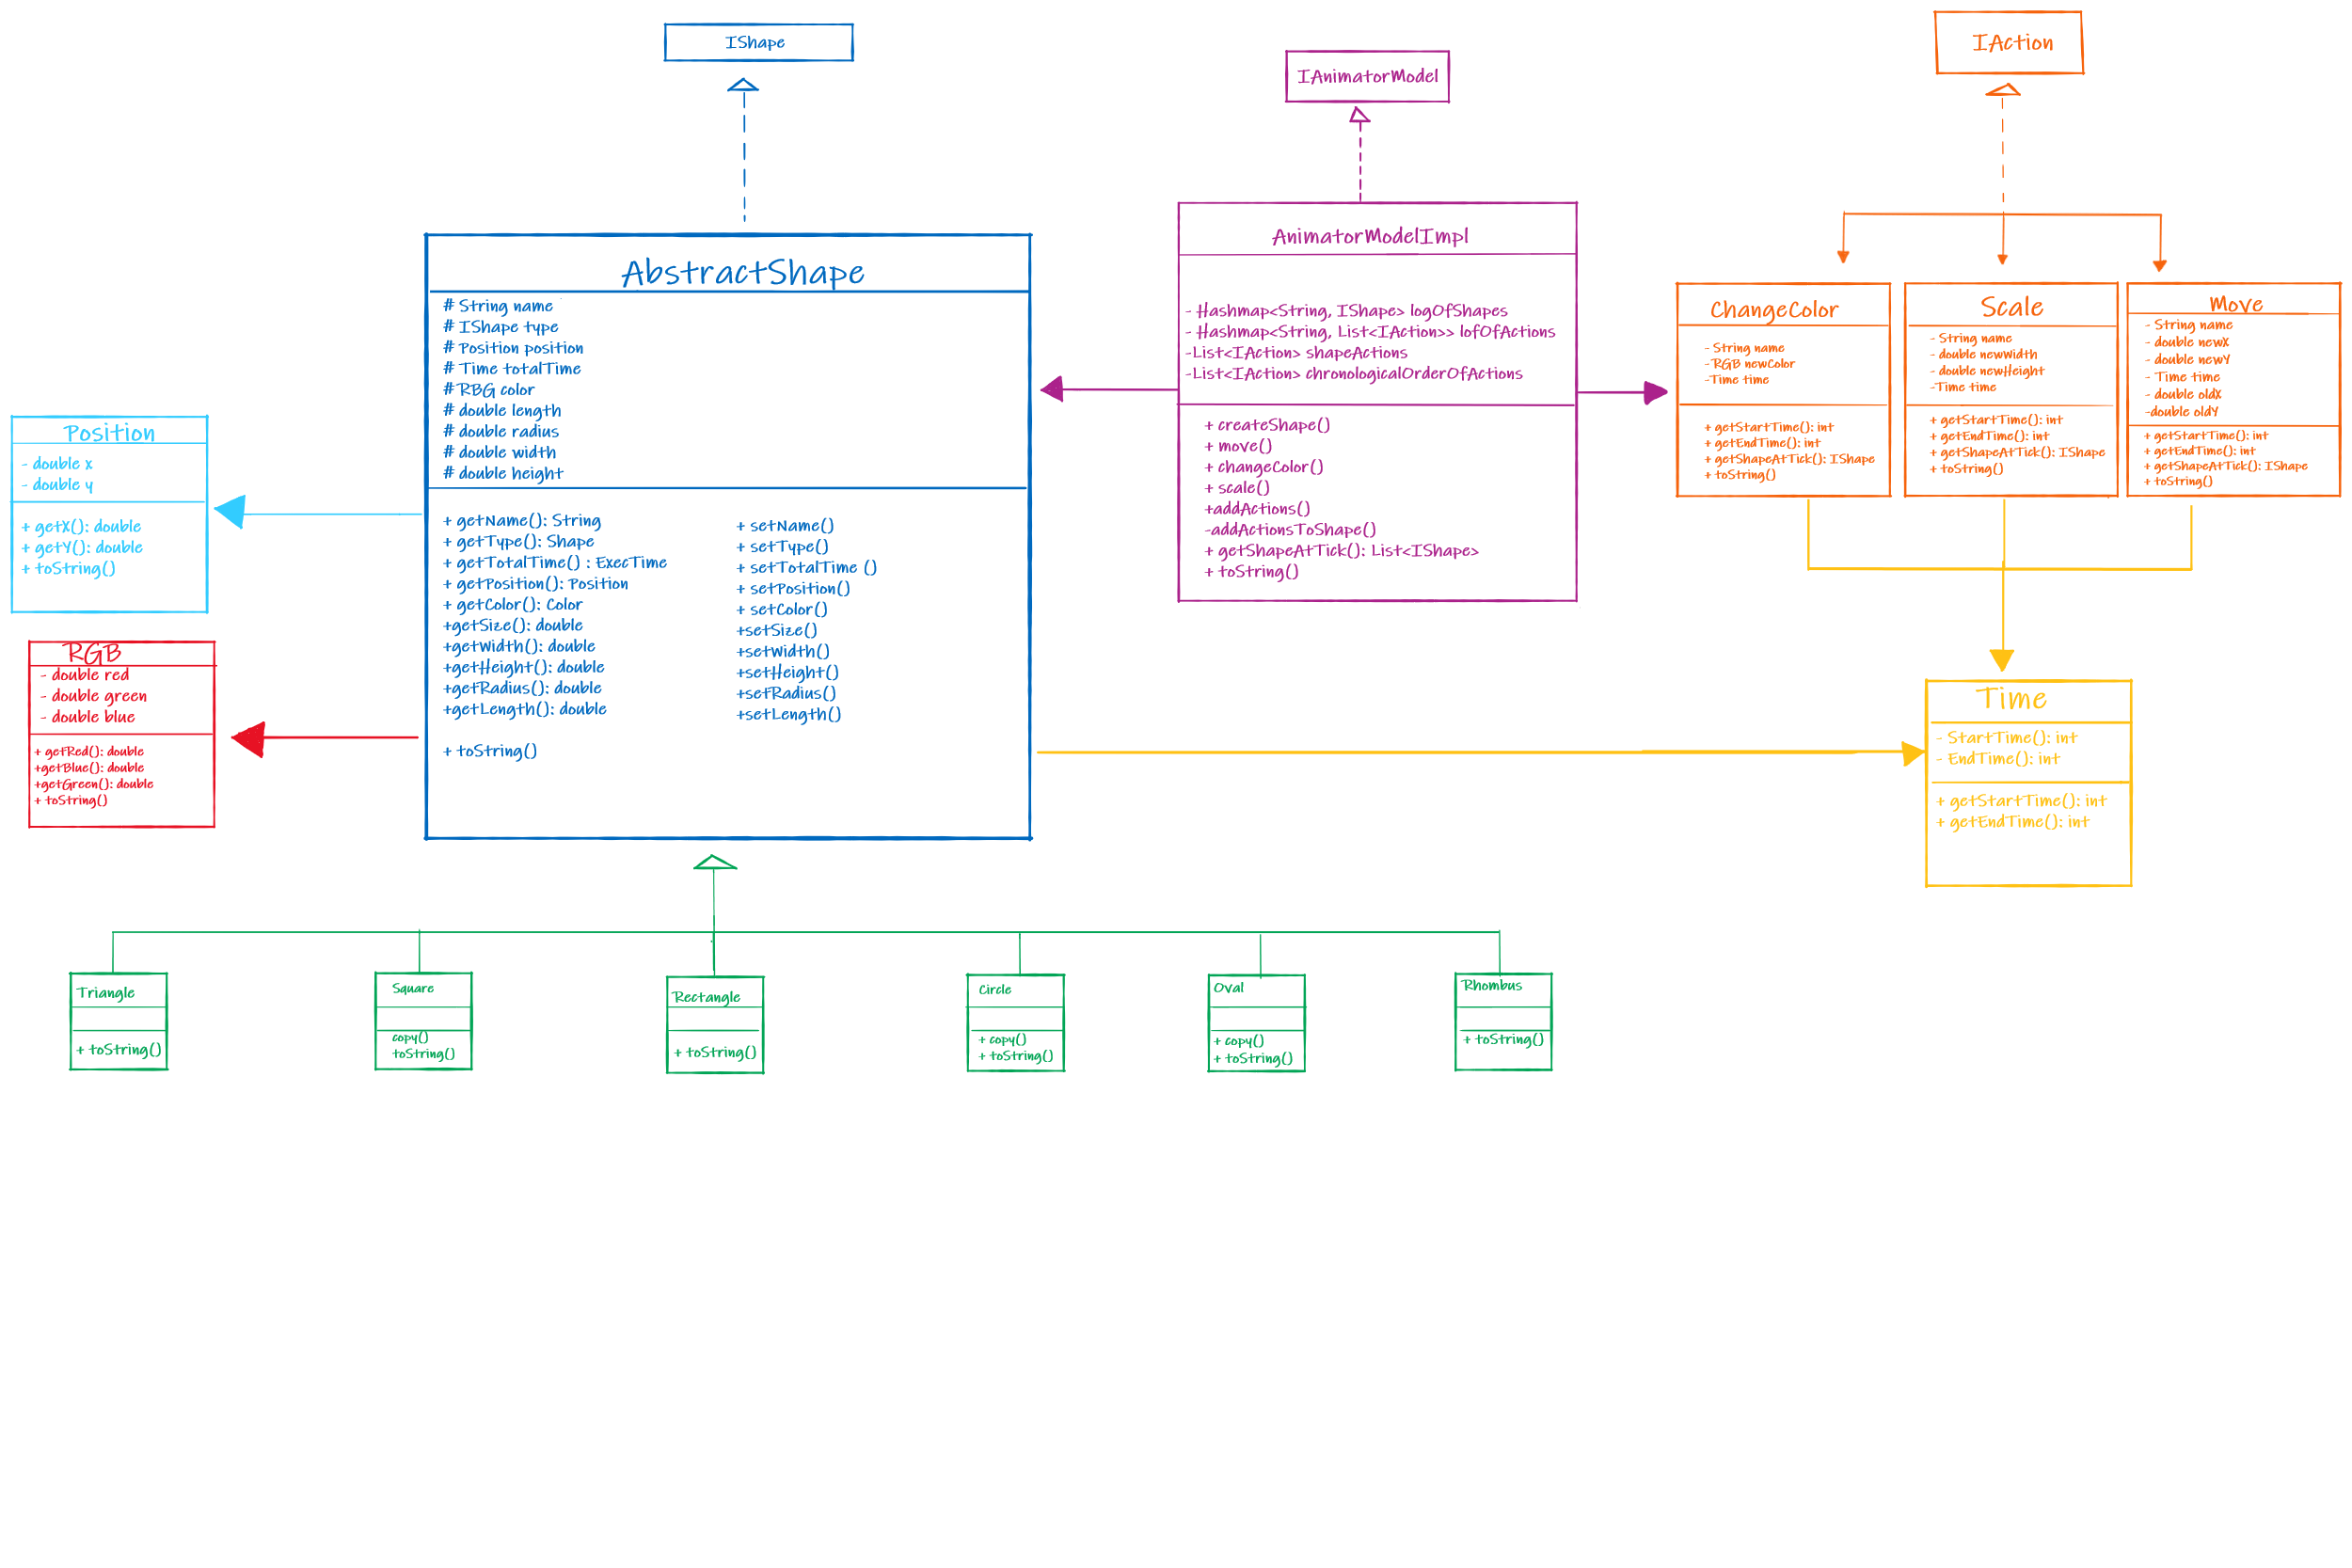 IShape
IAnimatorModel
IAction
AbstractShape
# String name
# IShape type
# Position position
# Time totalTime
#RBG color
# double length
# double radius
# double width
# double height
+ getName(): String
+ getType(): Shape
+ getTotalTime() : ExecTime
+ getPosition(): Position
+ getColor(): Color
+getSize(): double
+getWidth(): double
+getHeight(): double
+getRadius(): double
+getLength(): double
+ toString()
+ setName()
+ setType()
+ setTotalTime ()
+ setPosition()
+ setColor()
+setSize()
+setWidth()
+setHeight()
+setRadius()
+setLength()
AnimatorModelImpl
- Hashmap<String, IShape> logOfShapes
- Hashmap<String, List<IAction>> lofOfActions
-List<IAction> shapeActions
-List<IAction> chronologicalOrderOfActions
+ createShape()
+ move()
+ changeColor()
+ scale()
+addActions()
-addActionsToShape()
+ getShapeAtTick(): List<IShape>
+ toString()
ChangeColor
- String name
-RGB newColor
-Time time
+ getStartTime(): int
+ getEndTime(): int
+ getShapeAtTick(): IShape
+ toString()
Scale
- String name
- double newWidth
- double newHeight
-Time time
+ getStartTime(): int
+ getEndTime(): int
+ getShapeAtTick(): IShape
+ toString()
Move
- String name
- double newX
- double newY
- Time time
- double oldX
-double oldY
+ getStartTime(): int
+ getEndTime(): int
+ getShapeAtTick(): IShape
+ toString()
Position
- double x
- double y
+ getX(): double
+ getY(): double
+ toString()
RGB
- double red
- double green
- double blue
+ getRed(): double
+getBlue(): double
+getGreen(): double
+ toString()
Time
- StartTime(): int
- EndTime(): int
+ getStartTime(): int
+ getEndTime(): int
Triangle
+ toString()
Square
copy()
toString()
Rectangle
+ toString()
Circle
+ copy()
+ toString()
Oval
+ copy()
+ toString()
Rhombus
+ toString()